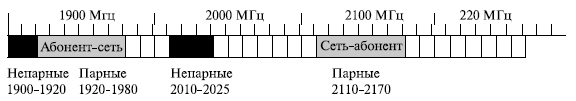 1900 Мгц 2000 МГц 2100 МГц 220 МГц
Абонент-сеть Сеть-абонент
Непарные Парные Непарные Парные
1900-1920 1920-1980 2010-2025 2110-2170